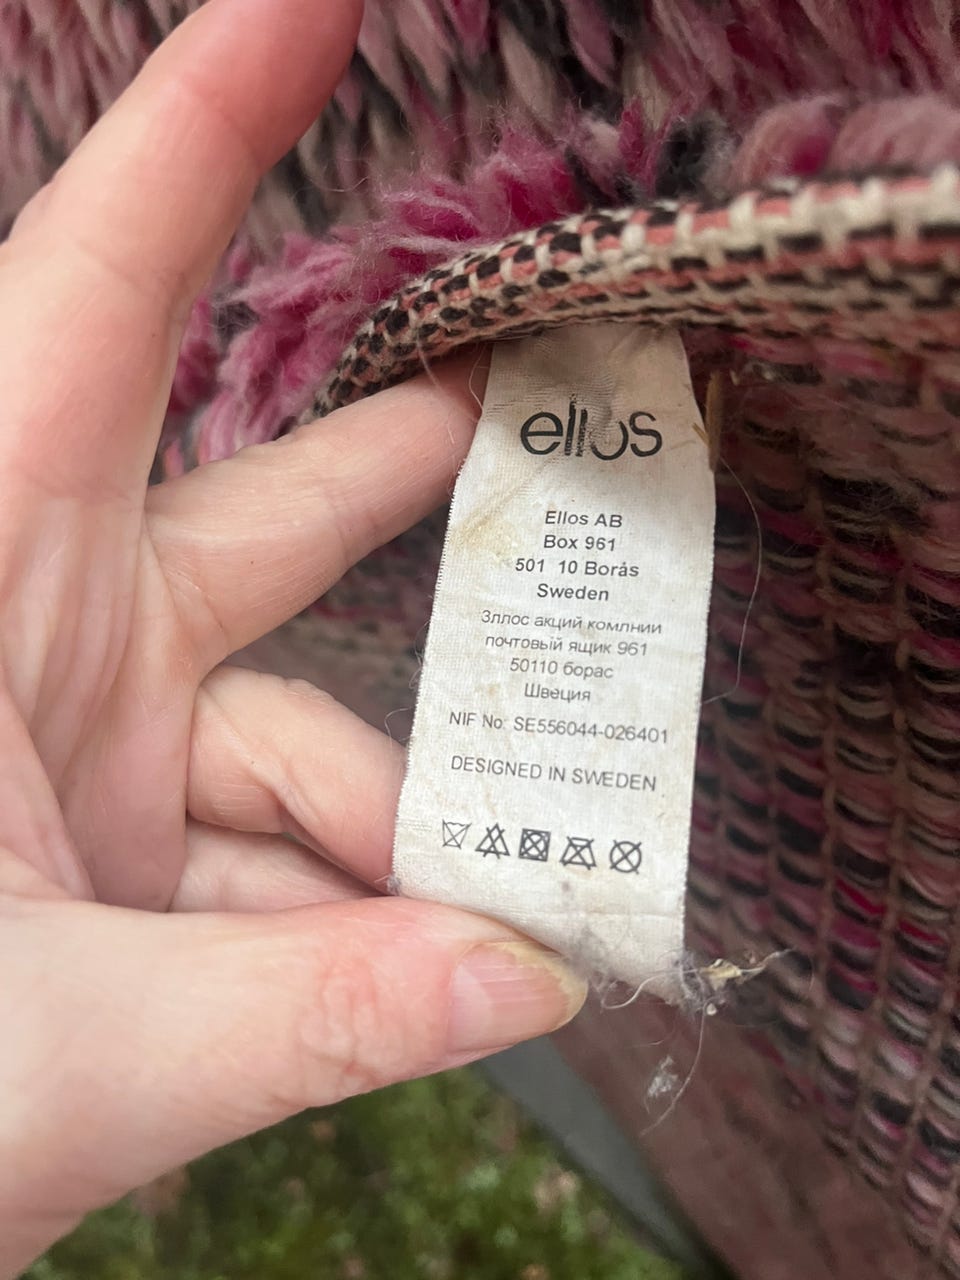 ellos
Ellos AB
Box 961
501 10 Borås
Sweden
Зллос акций комлнии
почтовый ящик 961
50110 борас
Швеция
NIF No: SE556044-026401
DESIGNED IN SWEDEN